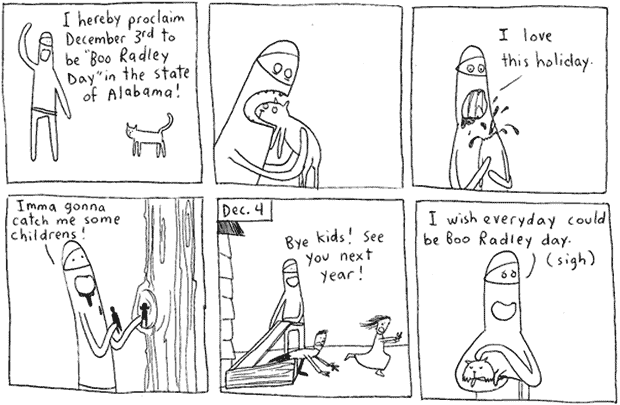 I hereby proclaim
December 3rd to
be "Boo Radley
Day" in the state
of Alabama!
I love
this holiday.
Imma gonna
catch me some
childrens!
Dec. 4
Bye kids! See
you next
year!
I wish everyday could
be Boo Radley day.
(sigh)